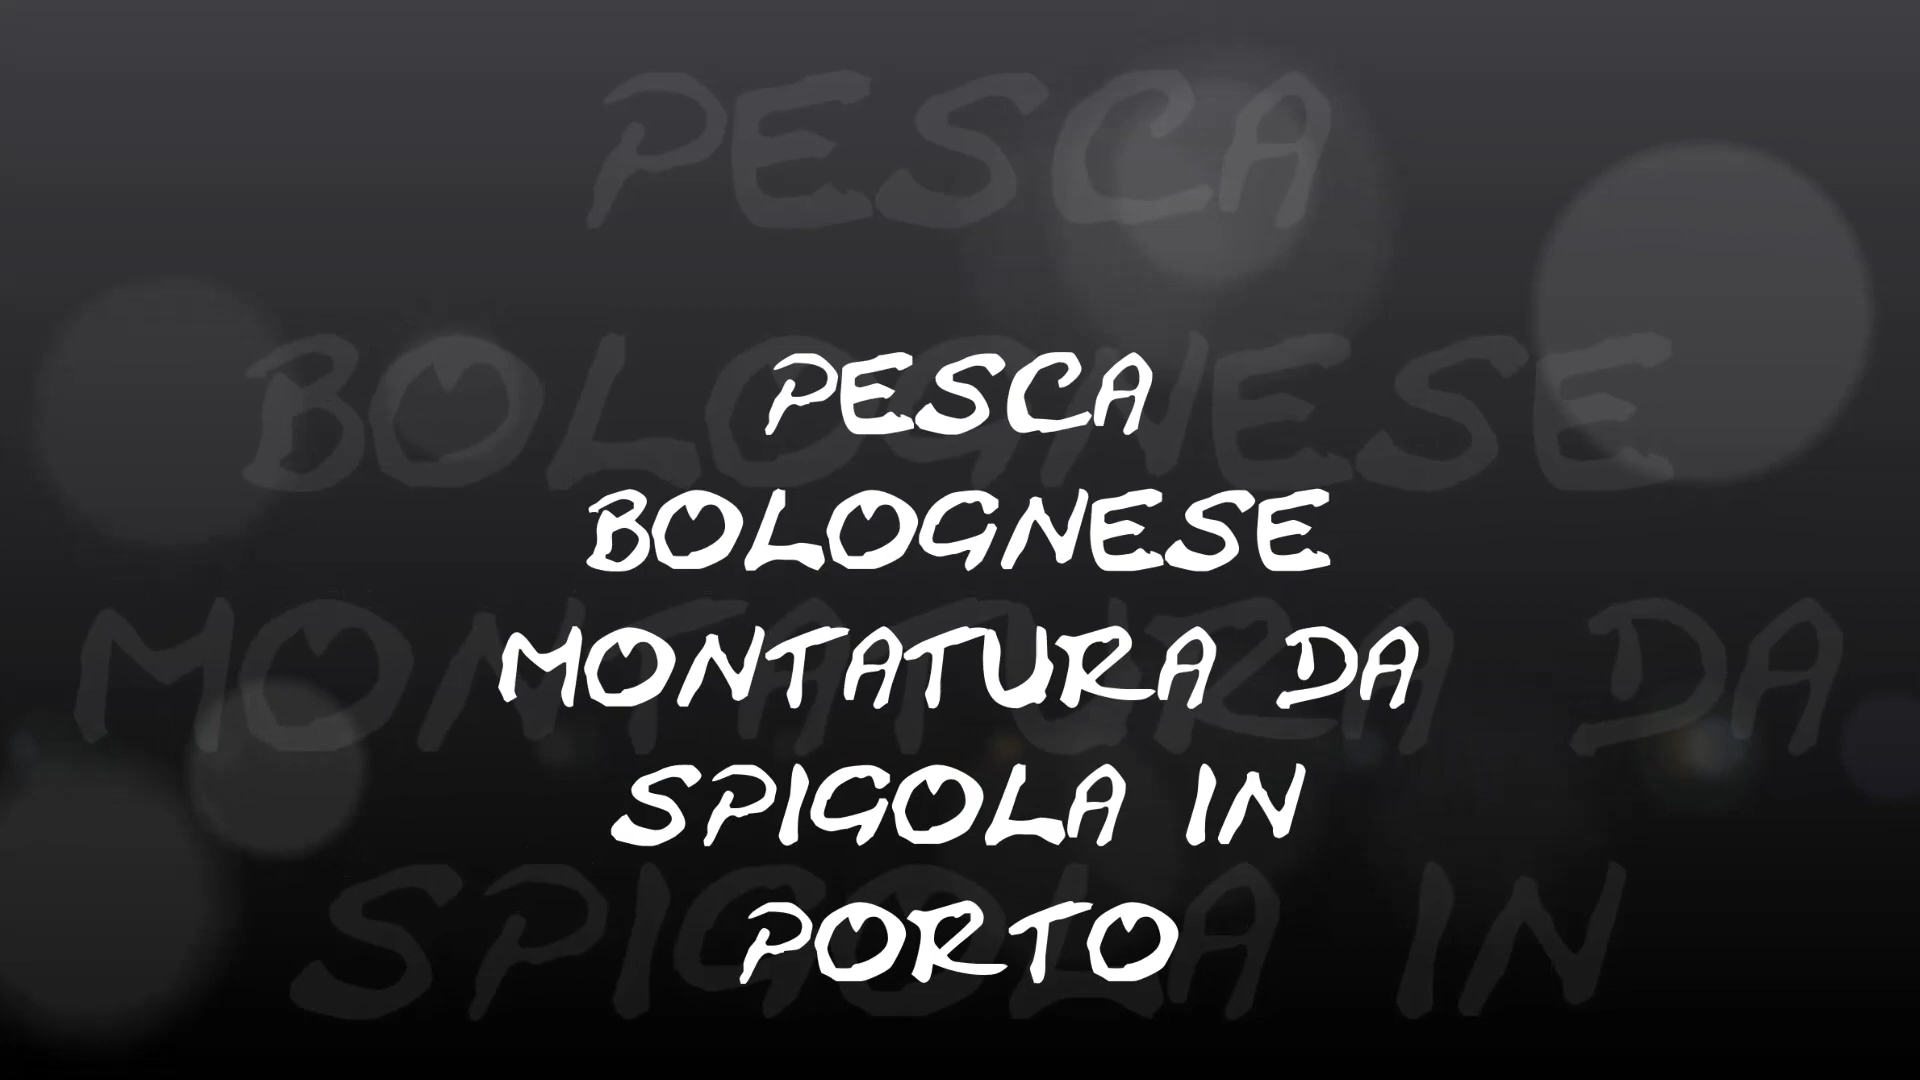 PESCA
BOLOGNESE
MONTATURA DA
SPIGOLA IN
PORTO